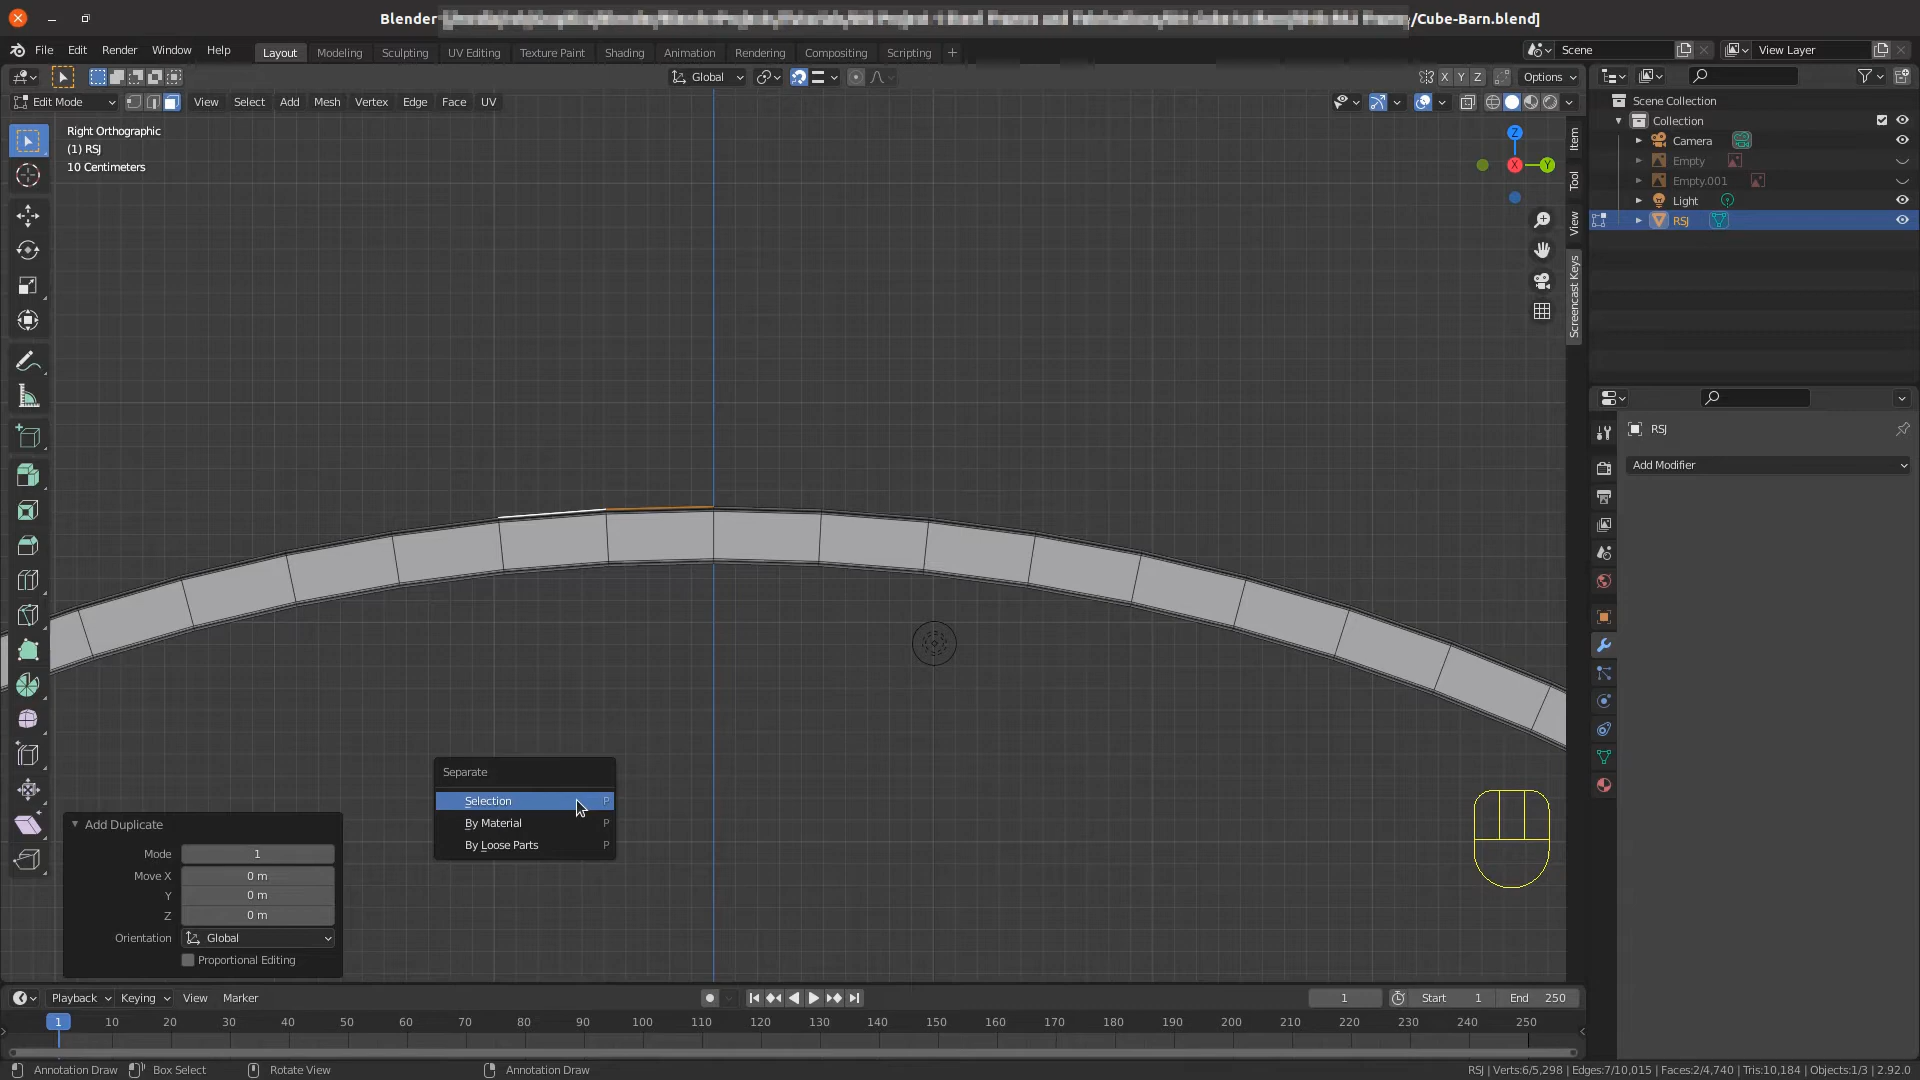 Blender
/Cube-Barn.blend]
File Edit Render Window Help
Layout Modeling Sculpting UV Editing Texture Paint Shading Animation Rendering Compositing Scripting +
Scene
View Layer
Global
X Y Z
Options
Edit Mode
View Select Add Mesh Vertex Edge Face UV
Right Orthographic
(1) RSJ
10 Centimeters
Z
X
Y
Item
Tool
View
Screencast Keys
Scene Collection
Collection
Camera
Empty
Empty.001
Light
RSJ
RSJ
Add Modifier
Separate
Selection P
By Material P
By Loose Parts P
Add Duplicate
Mode 1
Move X 0 m
Y 0 m
Z 0 m
Orientation Global
Proportional Editing
Playback Keying View Marker
1
Start 1
End 250
1 10 20 30 40 50 60 70 80 90 100 110 120 130 140 150 160 170 180 190 200 210 220 230 240 250
Annotation Draw Box Select Rotate View Annotation Draw
RSJ | Verts:6/5,298 | Edges:7/10,015 | Faces:2/4,740 | Tris:10,184 | Objects:1/3 | 2.92.0